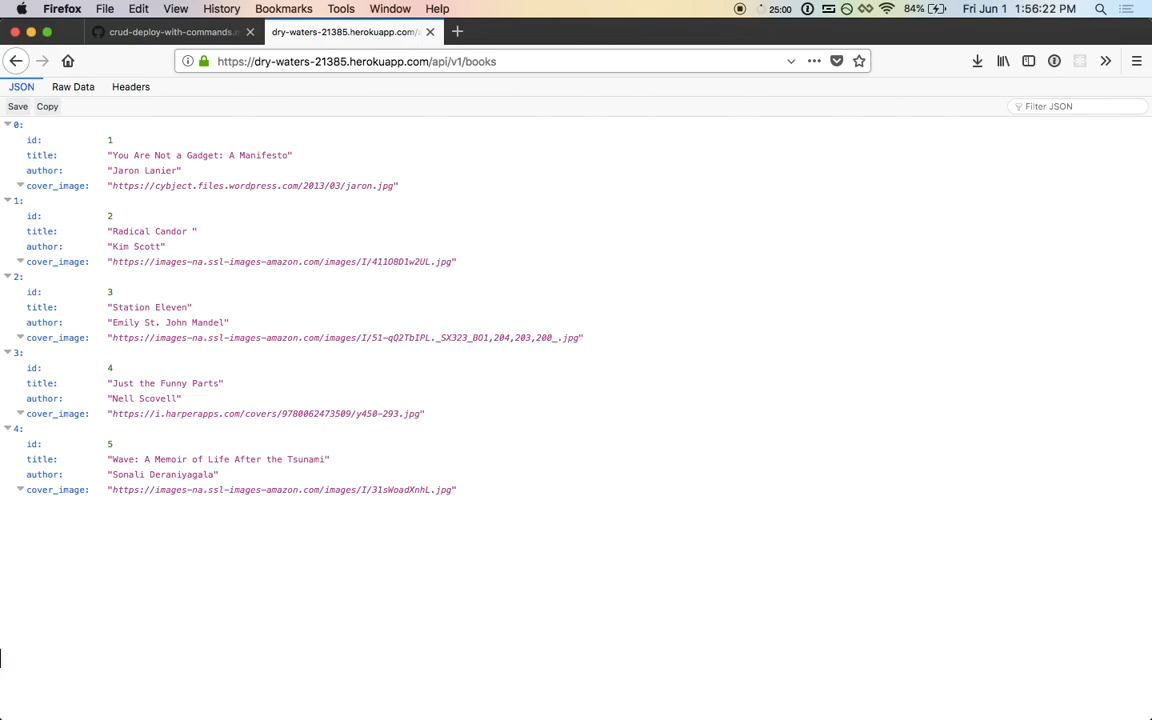 Firefox File Edit View History Bookmarks Tools Window Help 25:00 84% Fri Jun 1 1:56:22 PM
crud-deploy-with-commands.n dry-waters-21385.herokuapp.com/a
https://dry-waters-21385.herokuapp.com/api/v1/books
JSON Raw Data Headers
Save Copy Filter JSON
0:
id: 1
title: "You Are Not a Gadget: A Manifesto"
author: "Jaron Lanier"
cover_image: "https://cybject.files.wordpress.com/2013/03/jaron.jpg"
1:
id: 2
title: "Radical Candor "
author: "Kim Scott"
cover_image: "https://images-na.ssl-images-amazon.com/images/I/411O8D1w2UL.jpg"
2:
id: 3
title: "Station Eleven"
author: "Emily St. John Mandel"
cover_image: "https://images-na.ssl-images-amazon.com/images/I/51-qQ2TbIPL._SX323_BO1,204,203,200_.jpg"
3:
id: 4
title: "Just the Funny Parts"
author: "Nell Scovell"
cover_image: "https://i.harperapps.com/covers/9780062473509/y450-293.jpg"
4:
id: 5
title: "Wave: A Memoir of Life After the Tsunami"
author: "Sonali Deraniyagala"
cover_image: "https://images-na.ssl-images-amazon.com/images/I/31sWoadXnhL.jpg"